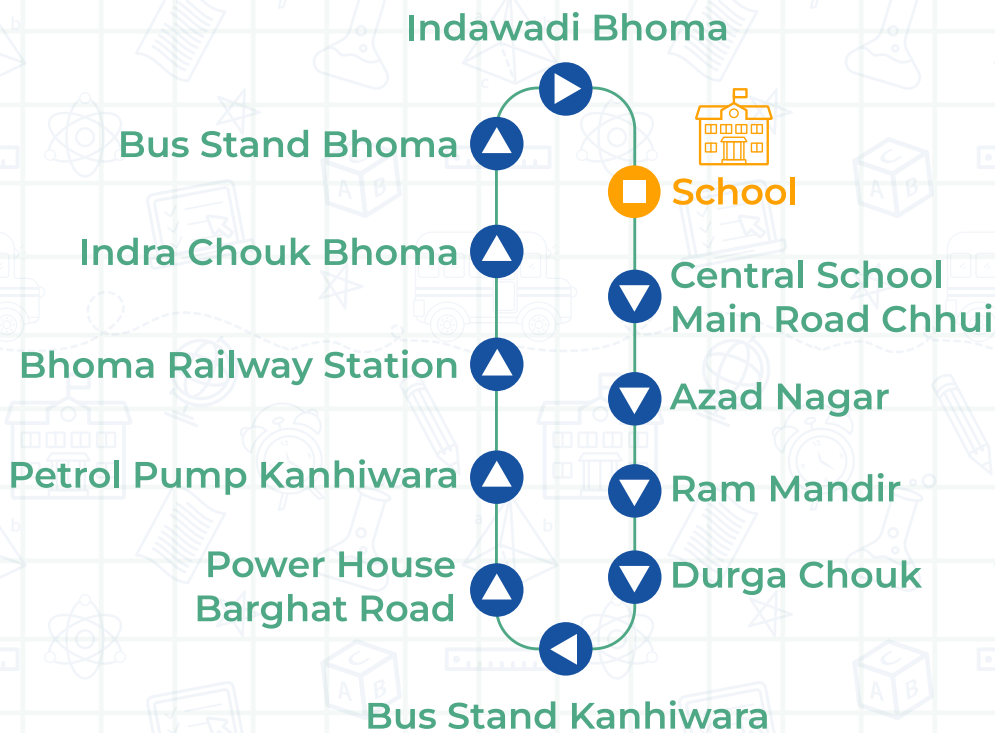 Indawadi Bhoma
Bus Stand Bhoma
School
Indra Chouk Bhoma
Central School
Main Road Chhui
Bhoma Railway Station
Azad Nagar
Petrol Pump Kanhiwara
Ram Mandir
Power House
Barghat Road
Durga Chouk
Bus Stand Kanhiwara